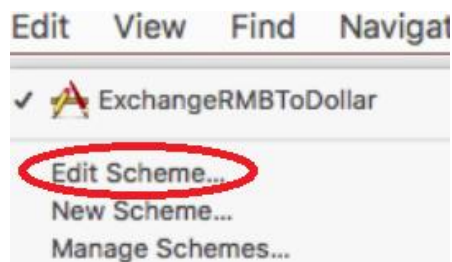 Edit View Find Navigat
✓ ExchangeRMBToDollar
Edit Scheme...
New Scheme...
Manage Schemes...